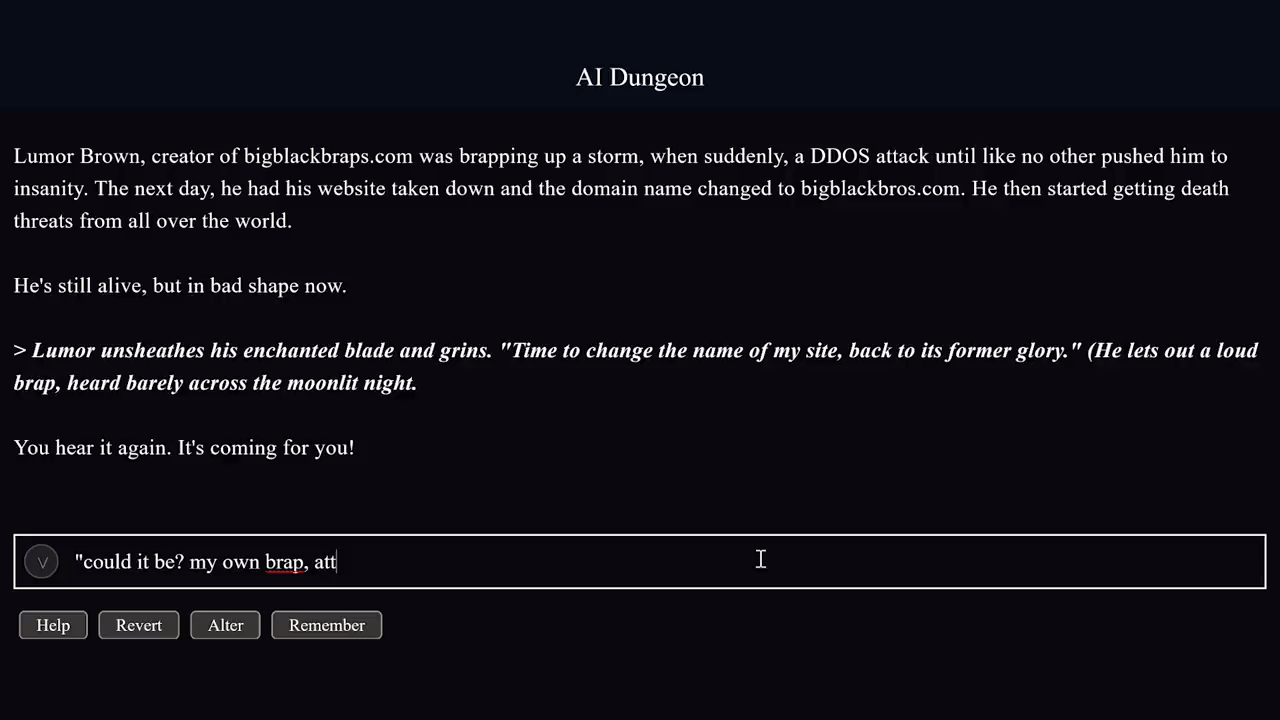 AI Dungeon
Lumor Brown, creator of bigblackbraps.com was brapping up a storm, when suddenly, a DDOS attack until like no other pushed him to
insanity. The next day, he had his website taken down and the domain name changed to bigblackbros.com. He then started getting death
threats from all over the world.
He's still alive, but in bad shape now.
> Lumor unsheathes his enchanted blade and grins. "Time to change the name of my site, back to its former glory." (He lets out a loud
brap, heard barely across the moonlit night.
You hear it again. It's coming for you!
V "could it be? my own brap, att
Help Revert Alter Remember